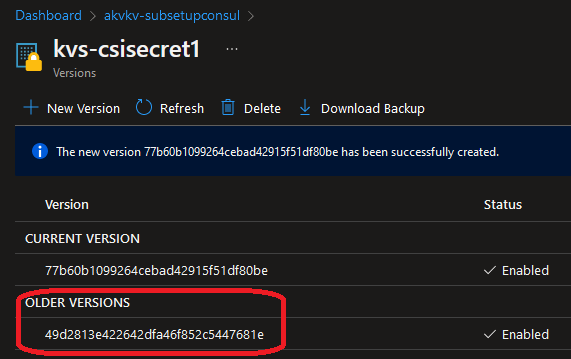 Dashboard > akvkv-subsetupconsul >
kvs-csisecret1 ...
Versions
New Version Refresh Delete Download Backup
The new version 77b60b1099264cebad42915f51df80be has been successfully created.
Version Status
CURRENT VERSION
77b60b1099264cebad42915f51df80be Enabled
OLDER VERSIONS
49d2813e422642dfa46f852c5447681e Enabled